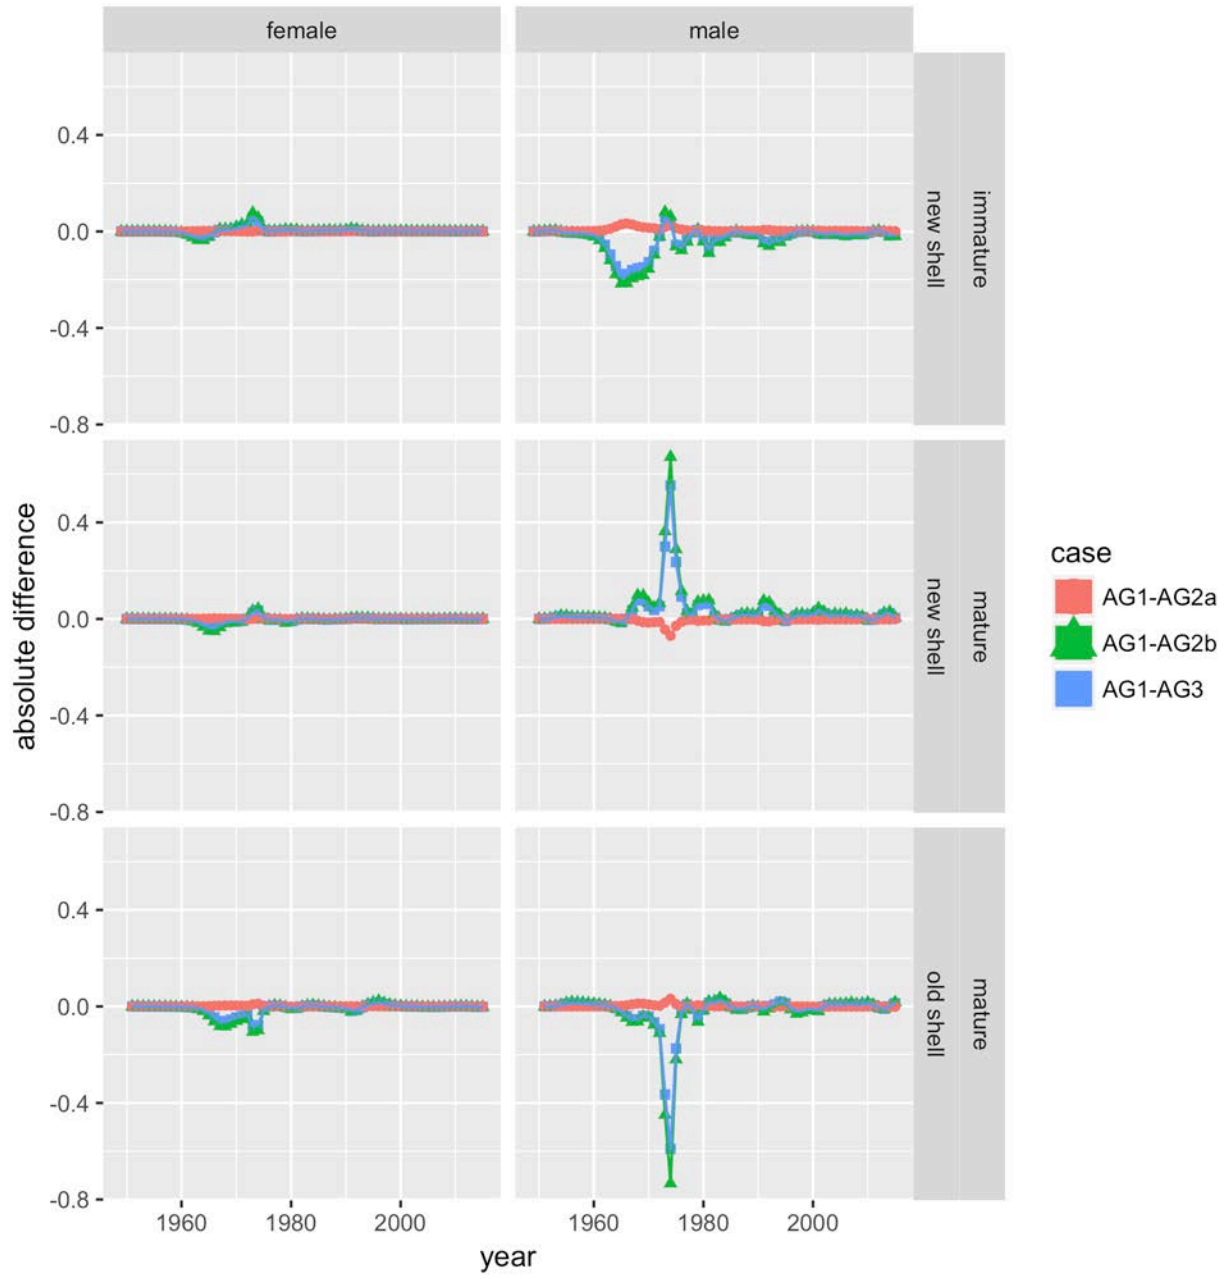 female
male
0.4
0.0
-0.4
-0.8
new shell
immature
0.4
0.0
-0.4
-0.8
new shell
mature
0.4
0.0
-0.4
-0.8
old shell
mature
absolute difference
1960
1980
2000
1960
1980
2000
year
case
AG1-AG2a
AG1-AG2b
AG1-AG3